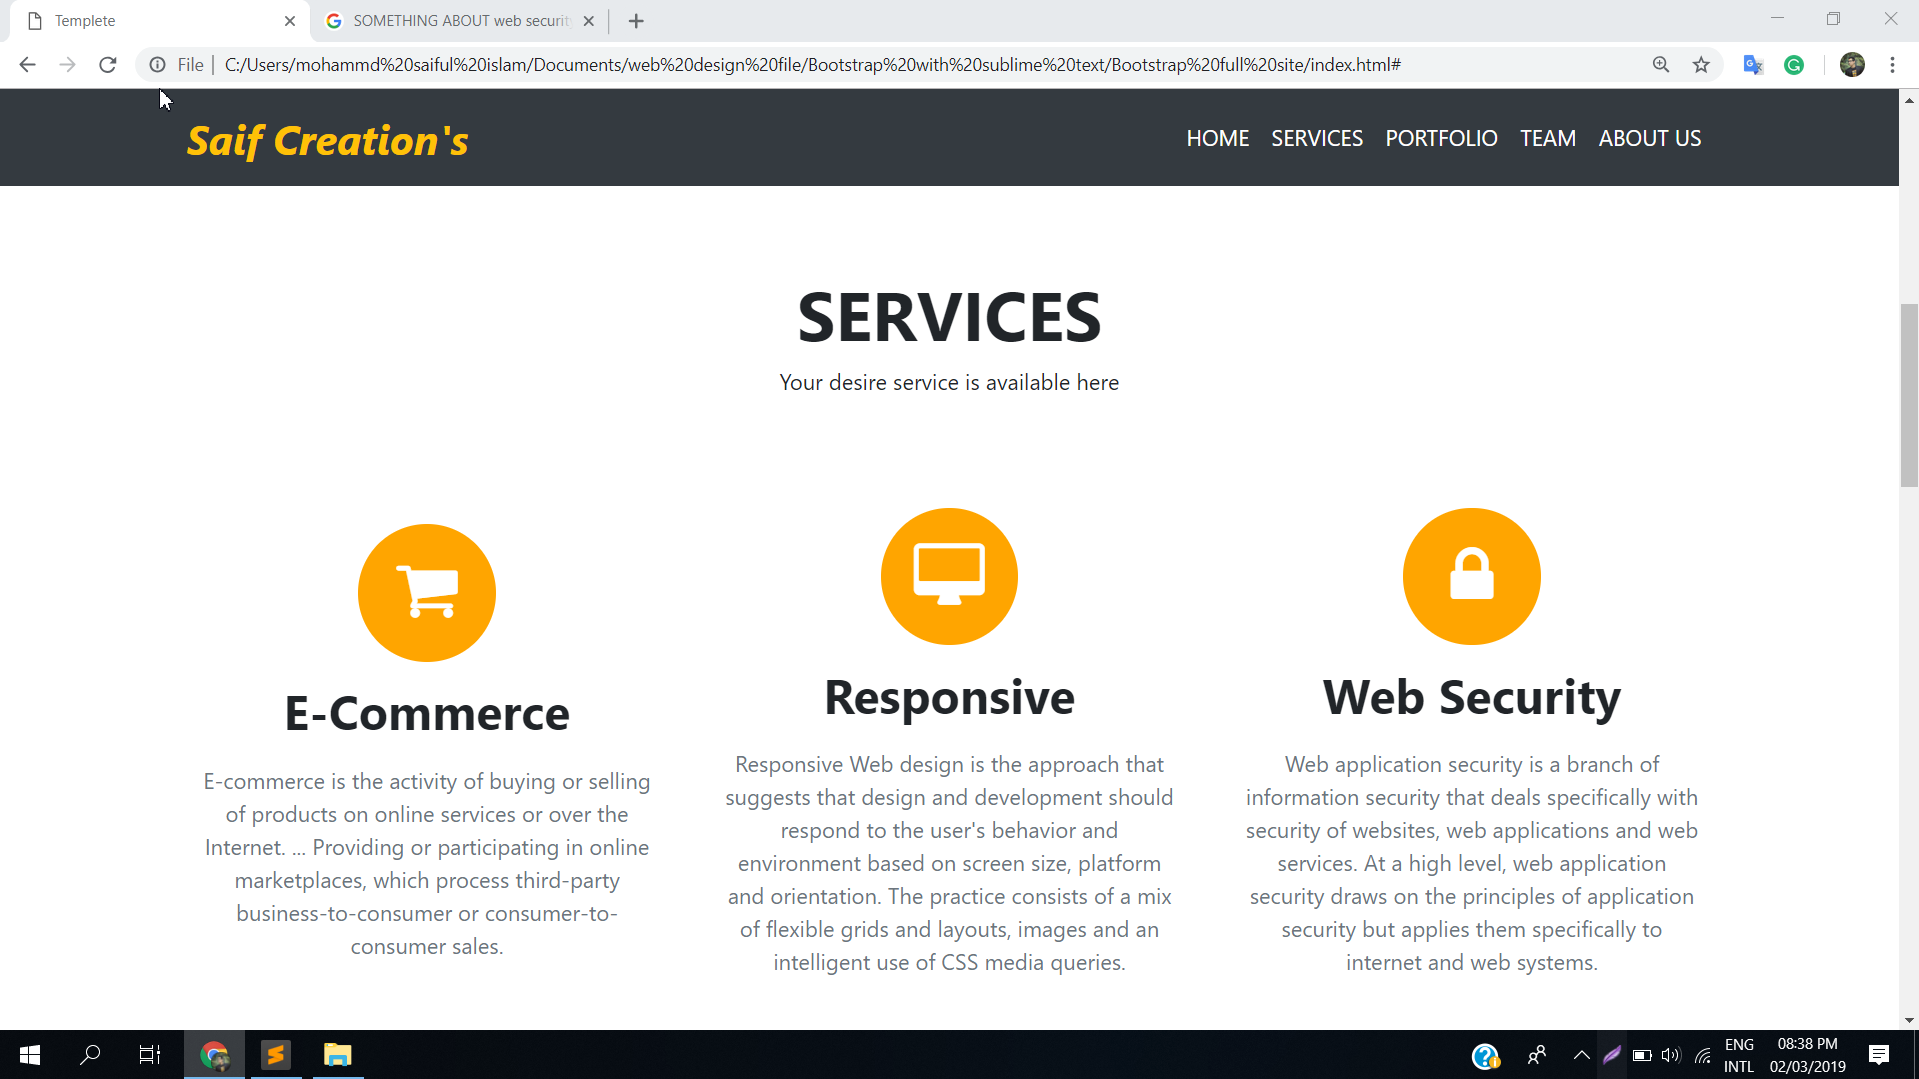 Templete
SOMETHING ABOUT web securit
File
C:/Users/mohammd%20saiful%20islam/Documents/web%20design%20file/Bootstrap%20with%20sublime%20text/Bootstrap%20full%20site/index.html#
Saif Creation's
HOME SERVICES PORTFOLIO TEAM ABOUT US
SERVICES
Your desire service is available here
E-Commerce
E-commerce is the activity of buying or selling
of products on online services or over the
Internet. ... Providing or participating in online
marketplaces, which process third-party
business-to-consumer or consumer-to-
consumer sales.
Responsive
Responsive Web design is the approach that
suggests that design and development should
respond to the user's behavior and
environment based on screen size, platform
and orientation. The practice consists of a mix
of flexible grids and layouts, images and an
intelligent use of CSS media queries.
Web Security
Web application security is a branch of
information security that deals specifically with
security of websites, web applications and web
services. At a high level, web application
security draws on the principles of application
security but applies them specifically to
internet and web systems.
ENG
INTL
08:38 PM
02/03/2019